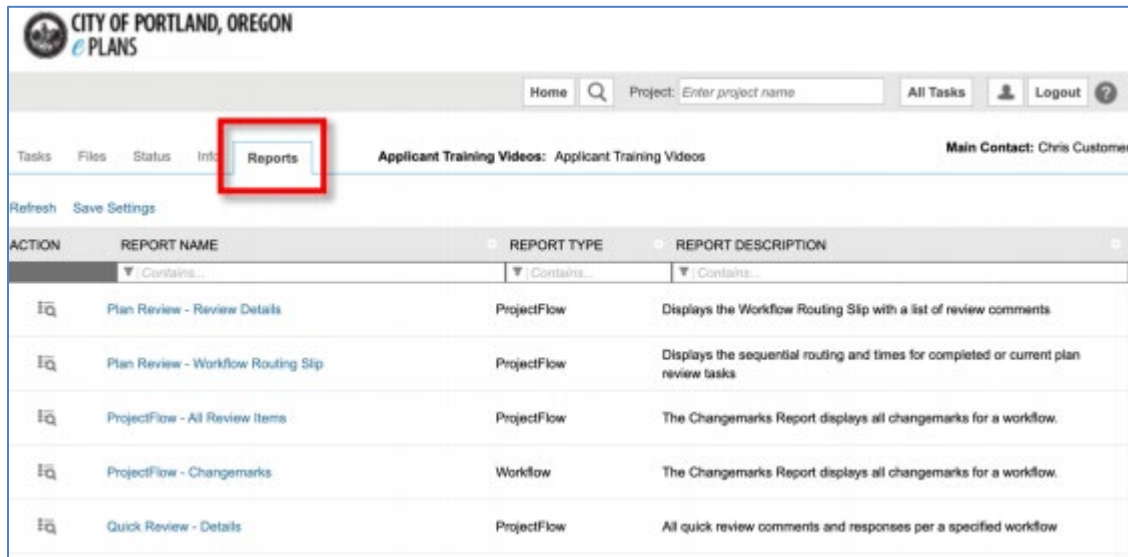 CITY OF PORTLAND, OREGON
e PLANS
Home Project: Enter project name All Tasks Logout ?
Tasks Files Status Info Reports Applicant Training Videos: Applicant Training Videos Main Contact: Chris Customer
Refresh Save Settings
ACTION REPORT NAME REPORT TYPE REPORT DESCRIPTION
Contains... Contains... Contains...
Plan Review - Review Details ProjectFlow Displays the Workflow Routing Slip with a list of review comments
Plan Review - Workflow Routing Slip ProjectFlow Displays the sequential routing and times for completed or current plan
review tasks
ProjectFlow - All Review Items ProjectFlow The Changemarks Report displays all changemarks for a workflow.
ProjectFlow - Changemarks Workflow The Changemarks Report displays all changemarks for a workflow.
Quick Review - Details ProjectFlow All quick review comments and responses per a specified workflow